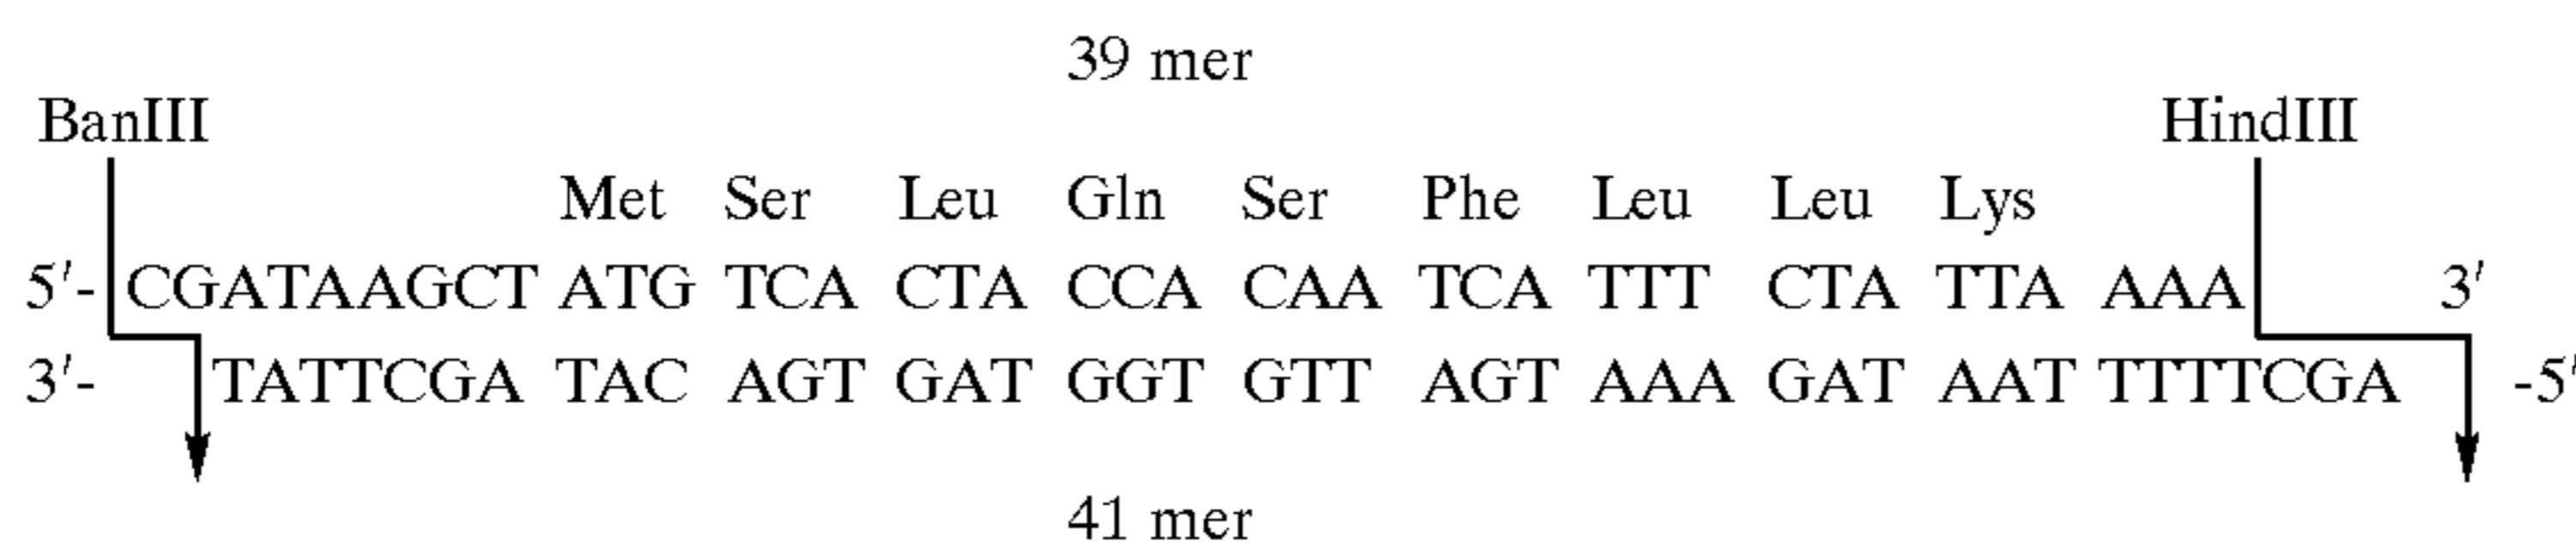 39 mer
BanIII HindIII
Met Ser Leu Gln Ser Phe Leu Leu Lys
5′- CGATAAGCT ATG TCA CTA CCA CAA TCA TTT CTA TTA AAA 3′
3′- TATTCGA TAC AGT GAT GGT GTT AGT AAA GAT AAT TTTTCGA -5′
41 mer